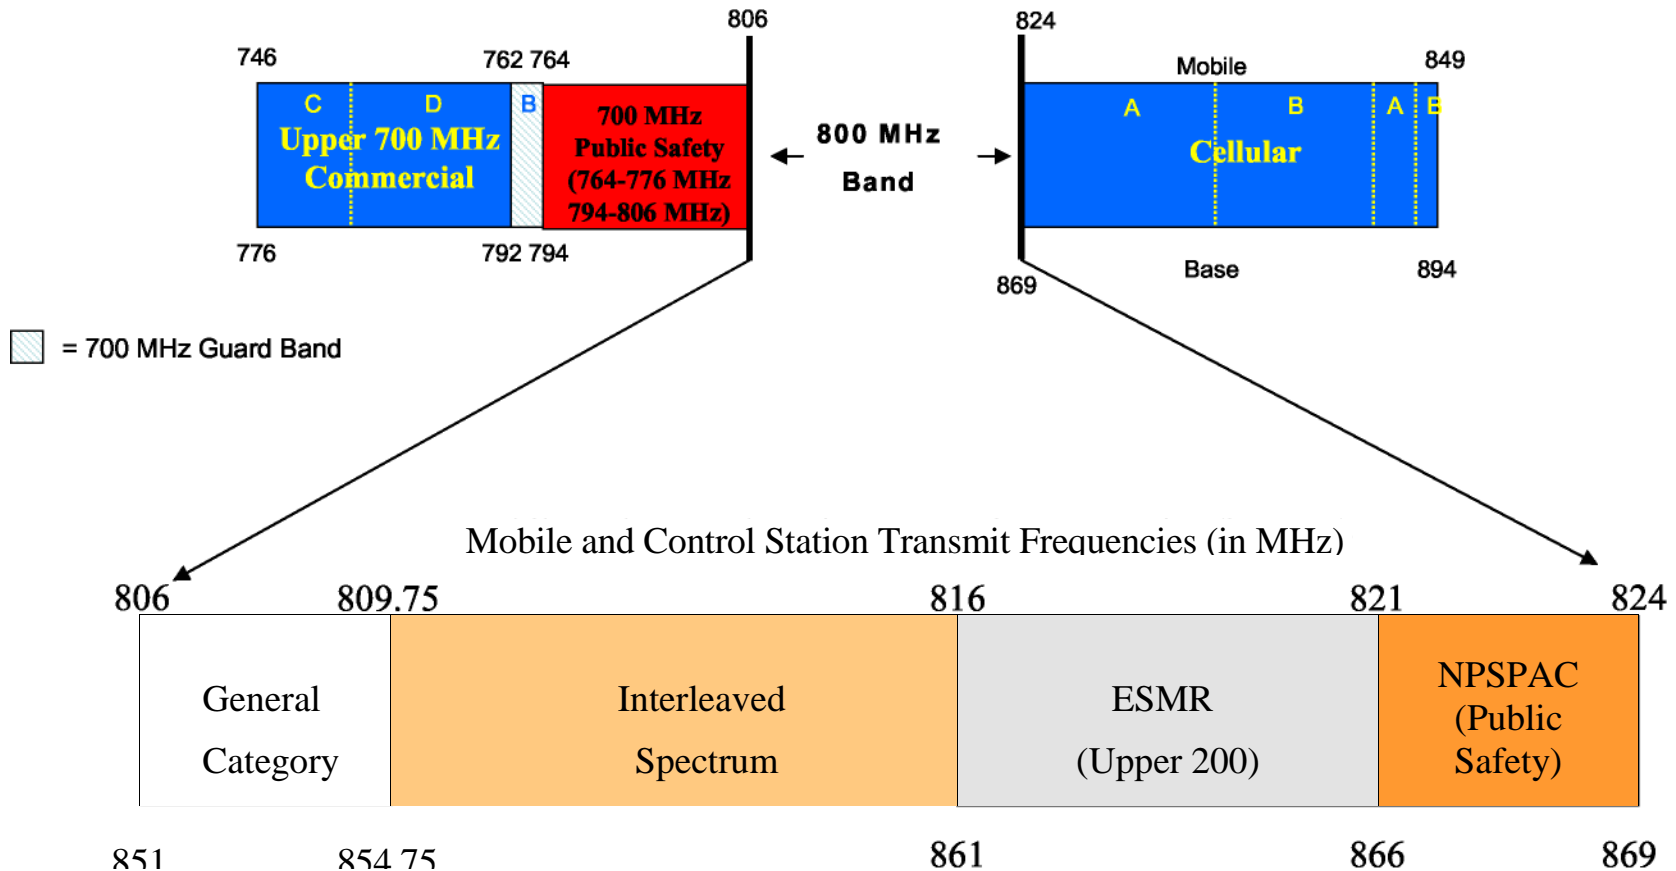 806
824
746
762 764
Mobile
849
C
D
B
A
B
A
B
Upper 700 MHz
Commercial
700 MHz
Public Safety
(764-776 MHz
794-806 MHz)
800 MHz
Band
Cellular
776
792 794
Base
894
869
= 700 MHz Guard Band
Mobile and Control Station Transmit Frequencies (in MHz)
806
809.75
816
821
824
General
Category
Interleaved
Spectrum
ESMR
(Upper 200)
NPSPAC
(Public
Safety)
851
854.75
861
866
869